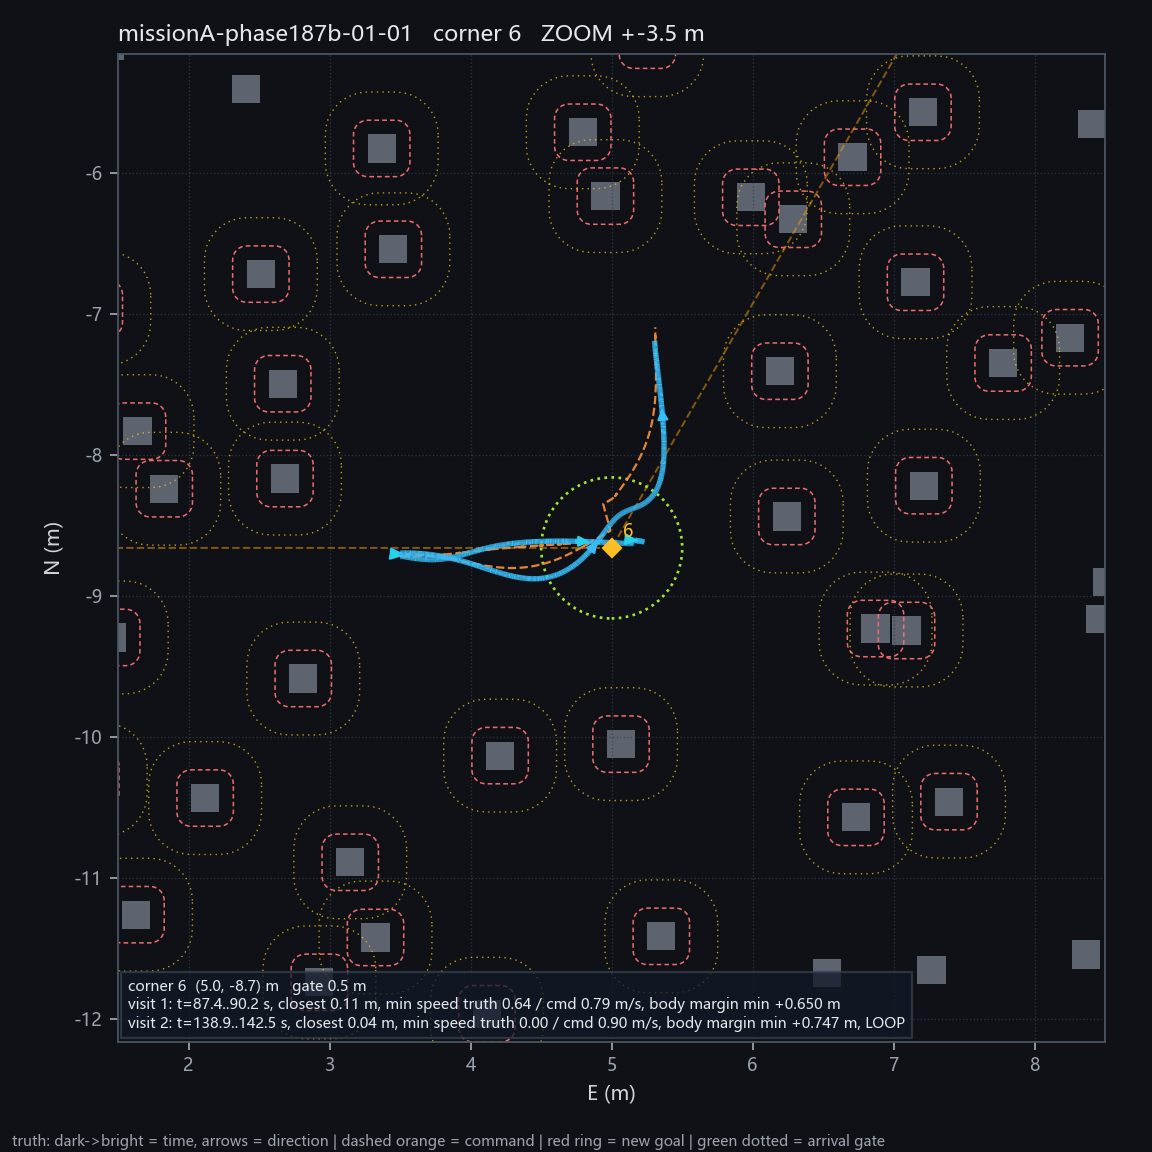 missionA-phase187b-01-01   corner 6   ZOOM +-3.5 m
-6
-7
-8
-9
-10
-11
-12
N (m)
6
corner 6  (5.0, -8.7) m   gate 0.5 m
visit 1: t=87.4..90.2 s, closest 0.11 m, min speed truth 0.64 / cmd 0.79 m/s, body margin min +0.650 m
visit 2: t=138.9..142.5 s, closest 0.04 m, min speed truth 0.00 / cmd 0.90 m/s, body margin min +0.747 m, LOOP
2 3 4 5 6 7 8
E (m)
truth: dark->bright = time, arrows = direction | dashed orange = command | red ring = new goal | green dotted = arrival gate